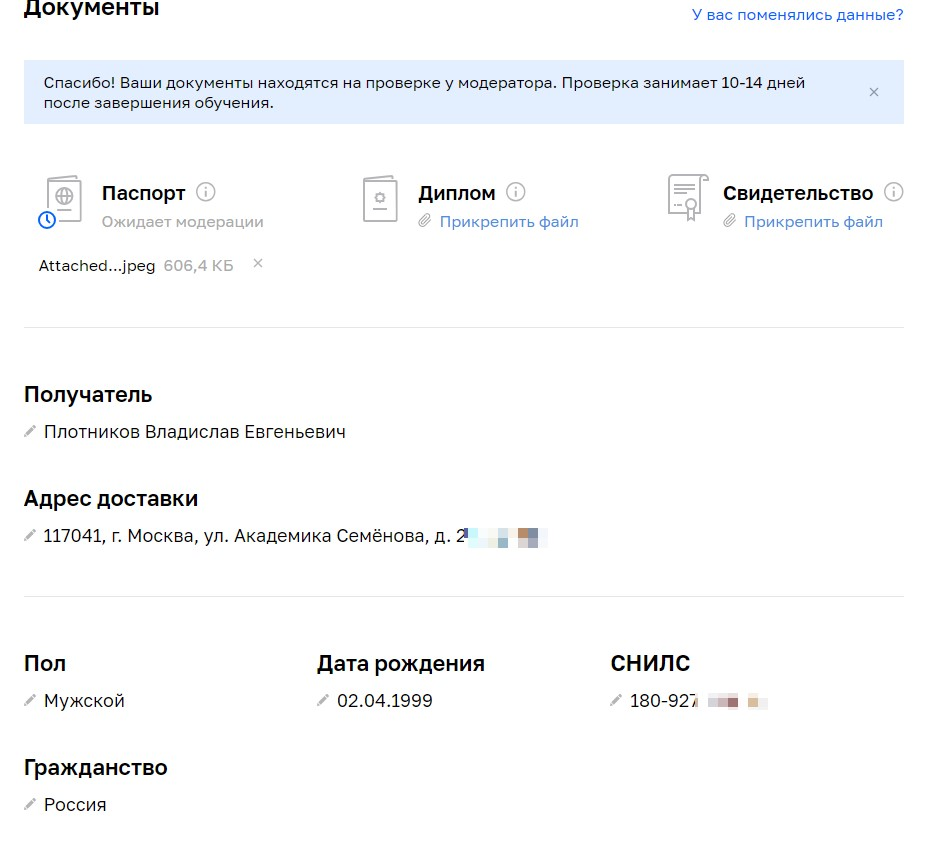 Документы
У вас поменялись данные?
Спасибо! Ваши документы находятся на проверке у модератора. Проверка занимает 10-14 дней
после завершения обучения.
Паспорт
Ожидает модерации
Attached...jpeg 606,4 КБ
Диплом
Прикрепить файл
Свидетельство
Прикрепить файл
Получатель
Плотников Владислав Евгеньевич
Адрес доставки
117041, г. Москва, ул. Академика Семёнова, д. 2
Пол
Мужской
Дата рождения
02.04.1999
СНИЛС
180-927
Гражданство
Россия